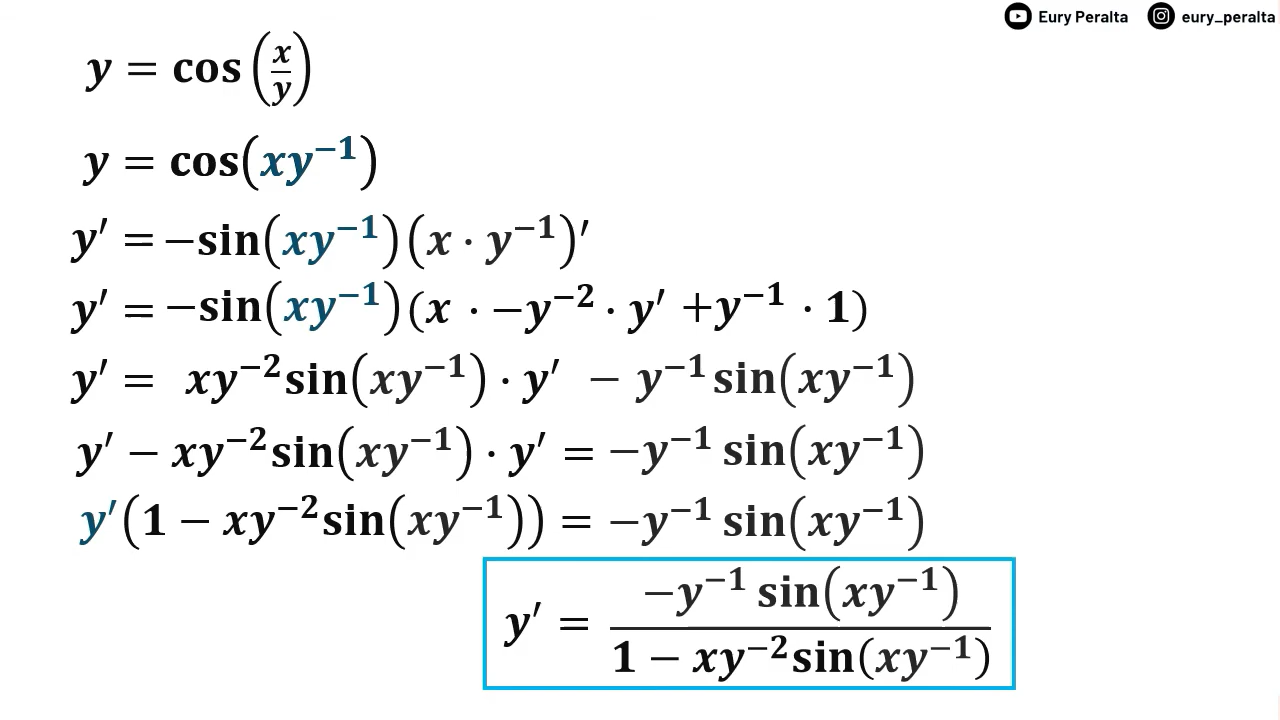 Eury Peralta eury_peralta
y = cos(x/y)
y = cos(xy⁻¹)
y′ = −sin(xy⁻¹)(x · y⁻¹)′
y′ = −sin(xy⁻¹)(x · −y⁻² · y′ +y⁻¹ · 1)
y′ = xy⁻²sin(xy⁻¹) · y′ − y⁻¹ sin(xy⁻¹)
y′ − xy⁻²sin(xy⁻¹) · y′ = −y⁻¹ sin(xy⁻¹)
y′(1 − xy⁻²sin(xy⁻¹)) = −y⁻¹ sin(xy⁻¹)
y′ = −y⁻¹ sin(xy⁻¹) / 1 − xy⁻²sin(xy⁻¹)